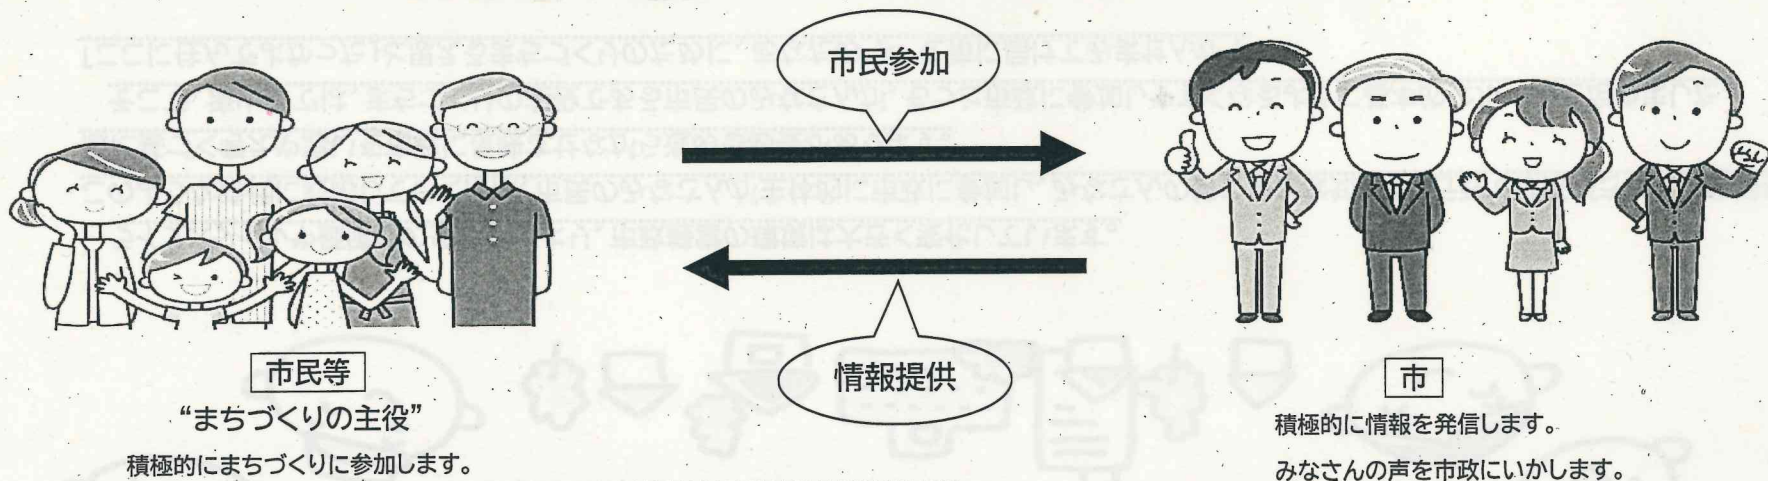 市民参加
情報提供
市民等
“まちづくりの主役”
積極的にまちづくりに参加します。
市
積極的に情報を発信します。
みなさんの声を市政にいかします。